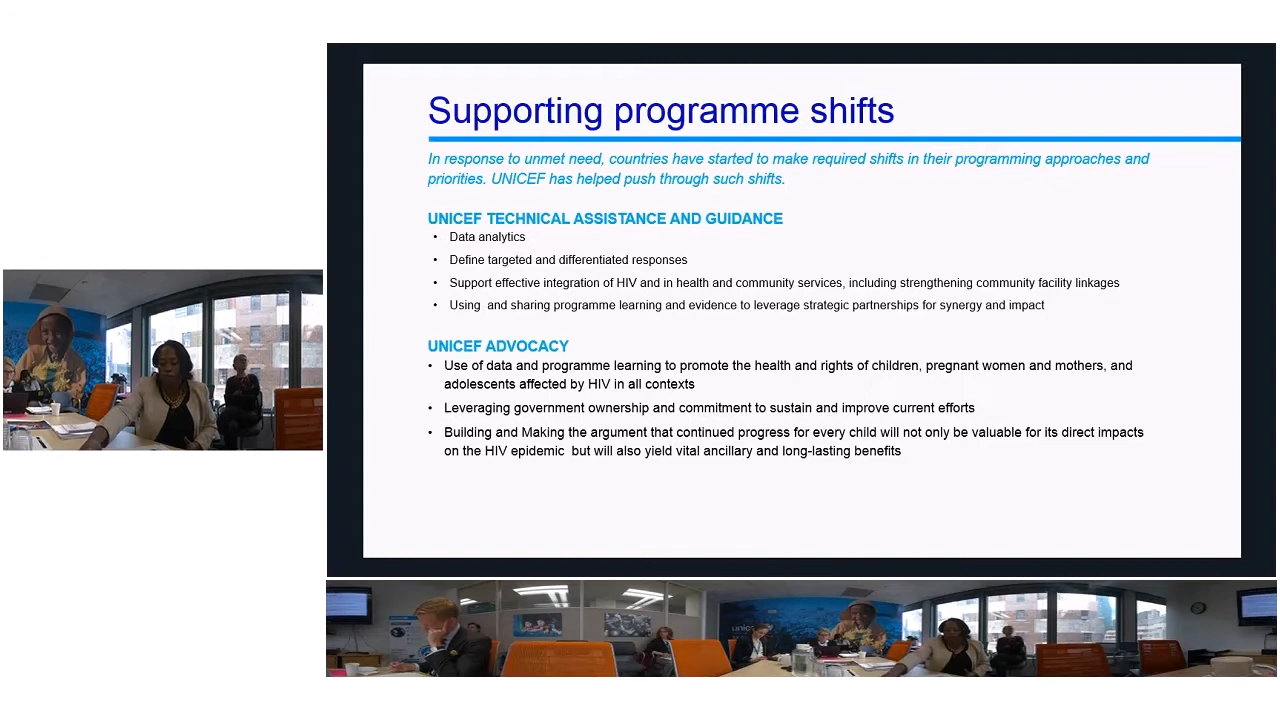 Supporting programme shifts
In response to unmet need, countries have started to make required shifts in their programming approaches and
priorities. UNICEF has helped push through such shifts.
UNICEF TECHNICAL ASSISTANCE AND GUIDANCE
• Data analytics
• Define targeted and differentiated responses
• Support effective integration of HIV and in health and community services, including strengthening community facility linkages
• Using and sharing programme learning and evidence to leverage strategic partnerships for synergy and impact
UNICEF ADVOCACY
• Use of data and programme learning to promote the health and rights of children, pregnant women and mothers, and
adolescents affected by HIV in all contexts
• Leveraging government ownership and commitment to sustain and improve current efforts
• Building and Making the argument that continued progress for every child will not only be valuable for its direct impacts
on the HIV epidemic but will also yield vital ancillary and long-lasting benefits